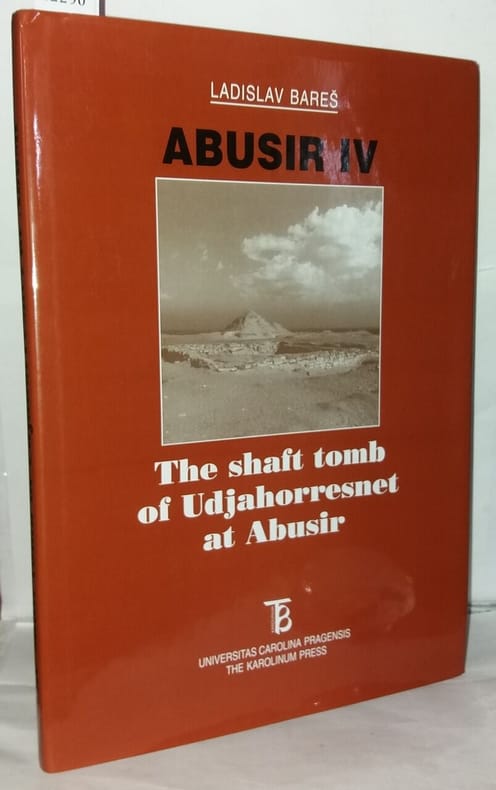 LADISLAV BAREŠ
ABUSIR IV
The shaft tomb
of Udjahorresnet
at Abusir
UNIVERSITAS CAROLINA PRAGENSIS
THE KAROLINUM PRESS